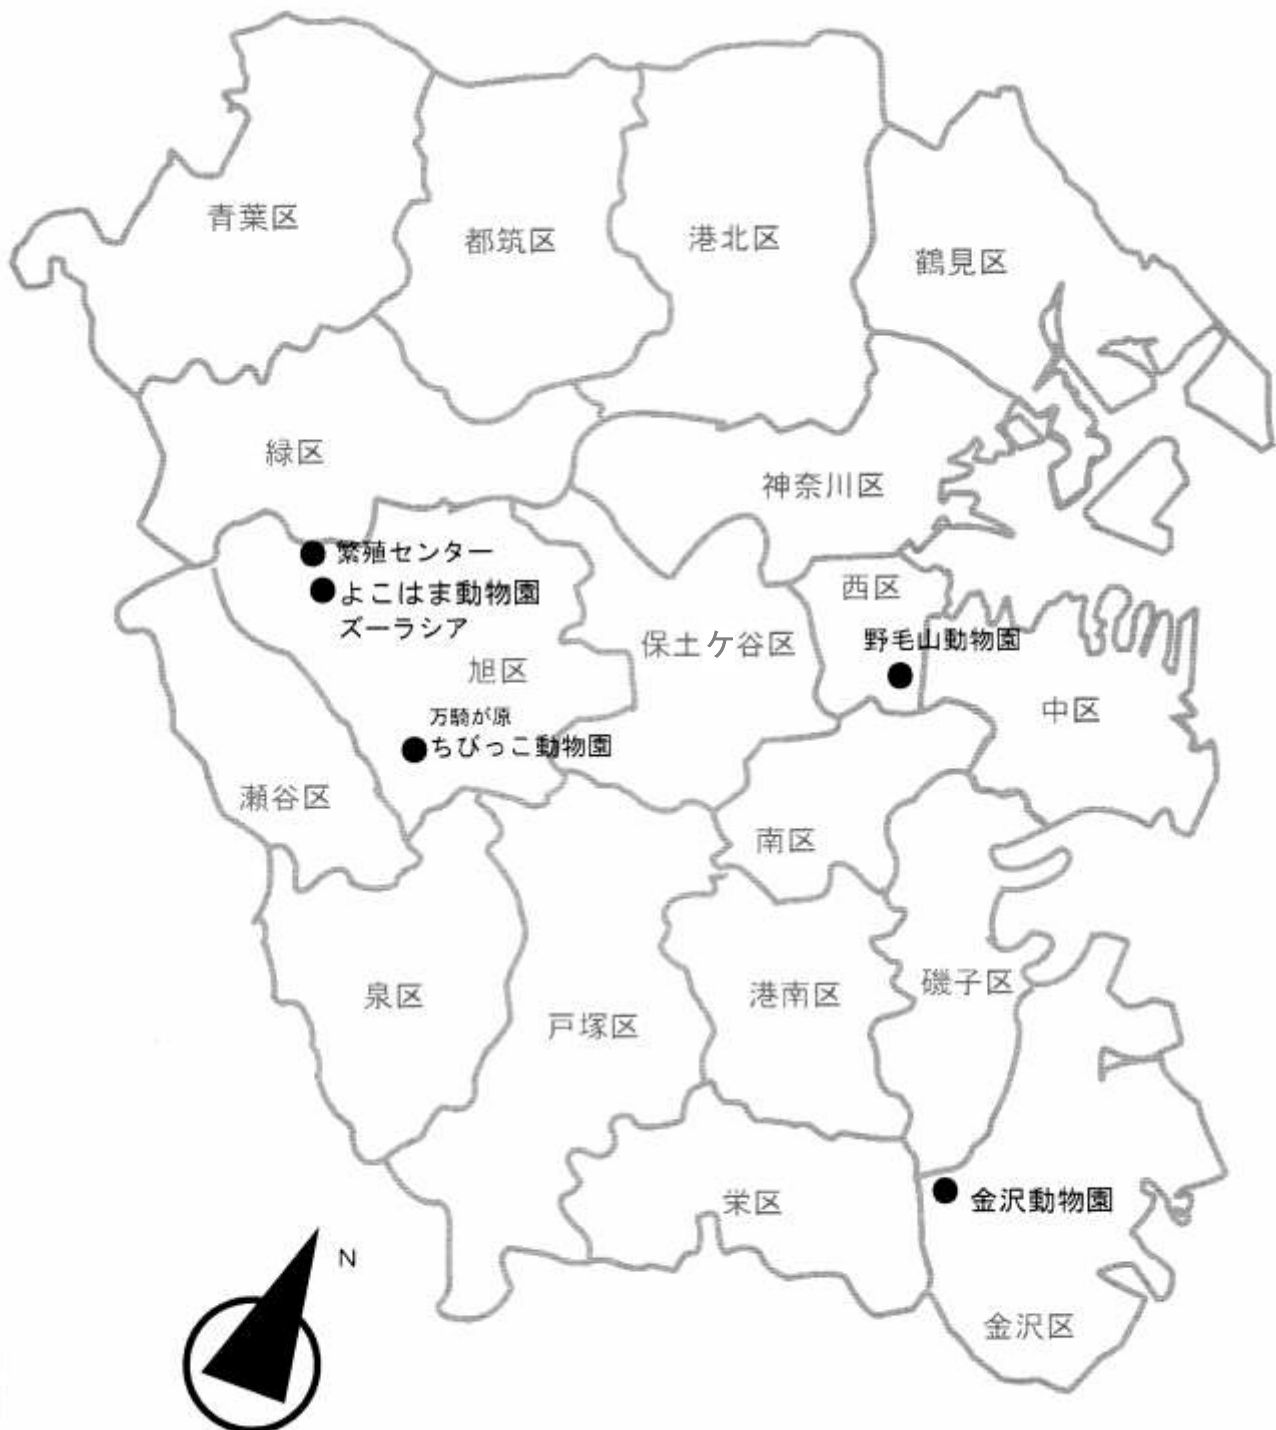 青葉区
都筑区
港北区
鶴見区
緑区
神奈川区
繁殖センター
よこはま動物園
ズーラシア
西区
野毛山動物園
保土ケ谷区
旭区
中区
万騎が原
ちびっこ動物園
瀬谷区
南区
泉区
戸塚区
港南区
磯子区
栄区
金沢動物園
N
金沢区